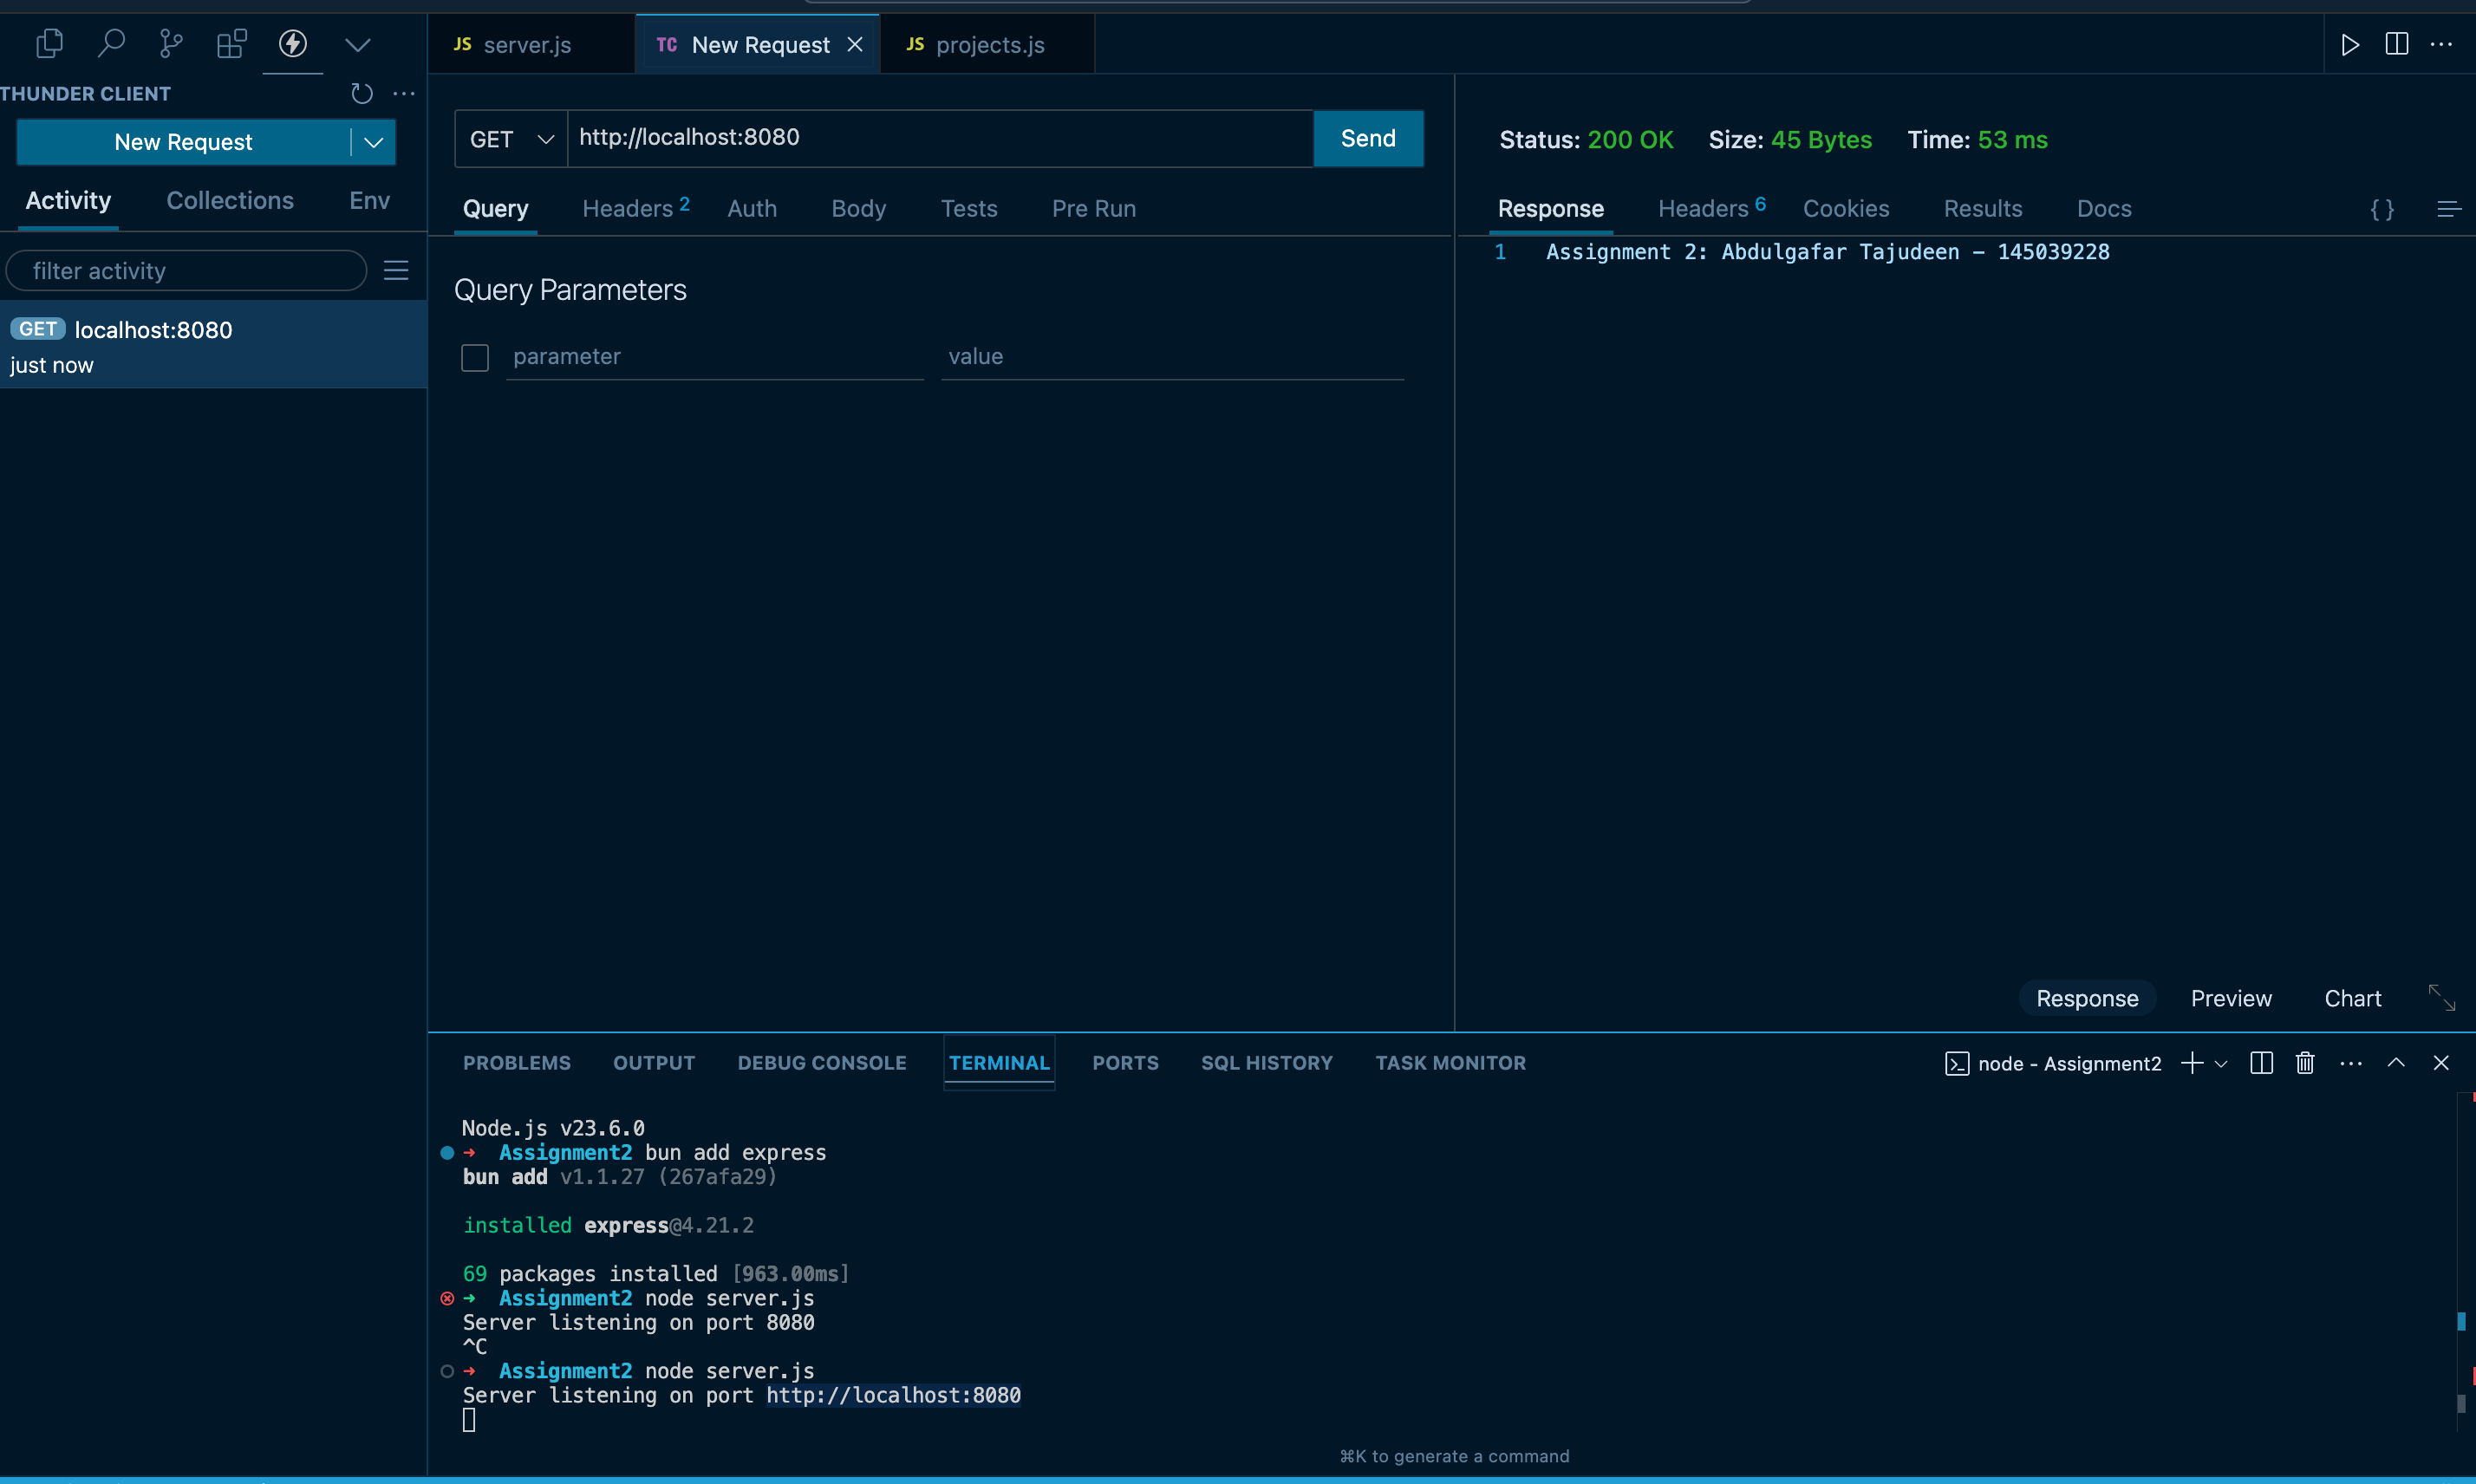 JS server.js
TC New Request
JS projects.js
THUNDER CLIENT
New Request
Activity Collections Env
filter activity
GET localhost:8080
just now
GET http://localhost:8080 Send
Query Headers 2 Auth Body Tests Pre Run
Query Parameters
parameter value
Status: 200 OK Size: 45 Bytes Time: 53 ms
Response Headers 6 Cookies Results Docs {}
1 Assignment 2: Abdulgafar Tajudeen - 145039228
Response Preview Chart
PROBLEMS OUTPUT DEBUG CONSOLE TERMINAL PORTS SQL HISTORY TASK MONITOR
node - Assignment2
Node.js v23.6.0
➜ Assignment2 bun add express
bun add v1.1.27 (267afa29)
installed express@4.21.2
69 packages installed [963.00ms]
➜ Assignment2 node server.js
Server listening on port 8080
^C
➜ Assignment2 node server.js
Server listening on port http://localhost:8080
⌘K to generate a command